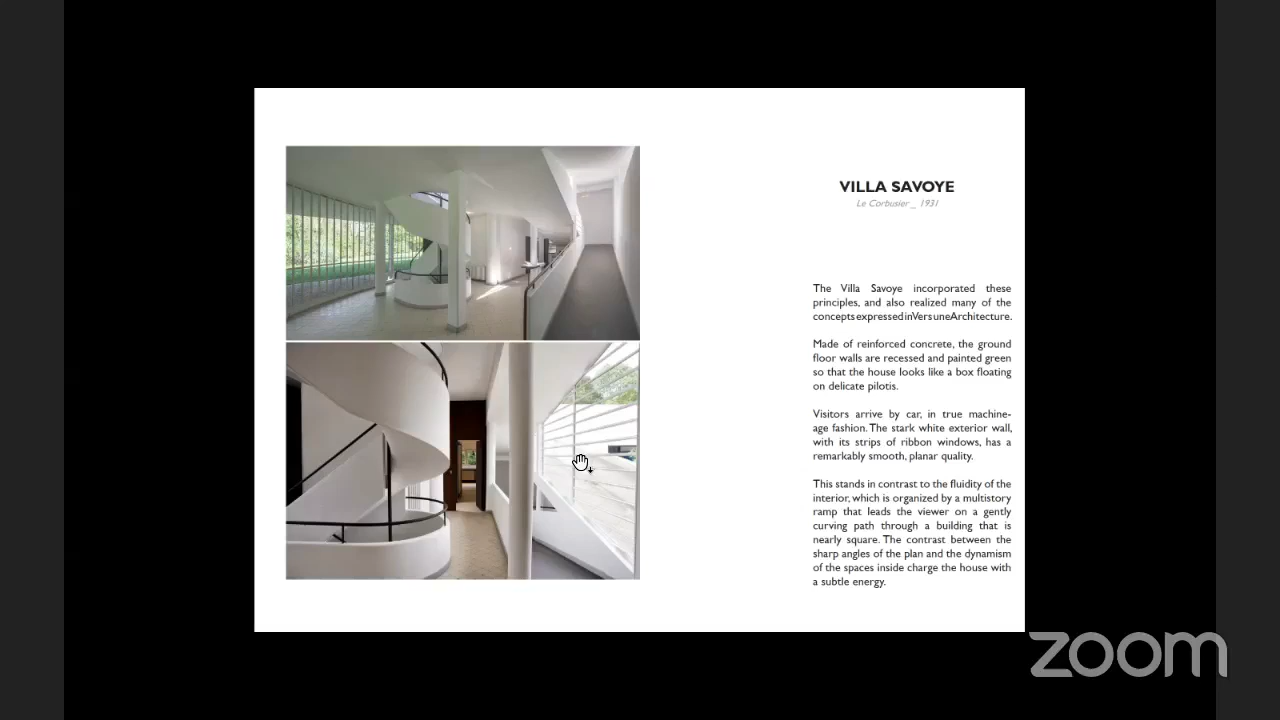 VILLA SAVOYE
Le Corbusier _ 1931
The Villa Savoye incorporated these
principles, and also realized many of the
conceptsexpressedinVersuneArchitecture.
Made of reinforced concrete, the ground
floor walls are recessed and painted green
so that the house looks like a box floating
on delicate pilotis.
Visitors arrive by car, in true machine-
age fashion. The stark white exterior wall,
with its strips of ribbon windows, has a
remarkably smooth, planar quality.
This stands in contrast to the fluidity of the
interior, which is organized by a multistory
ramp that leads the viewer on a gently
curving path through a building that is
nearly square. The contrast between the
sharp angles of the plan and the dynamism
of the spaces inside charge the house with
a subtle energy.
zoom